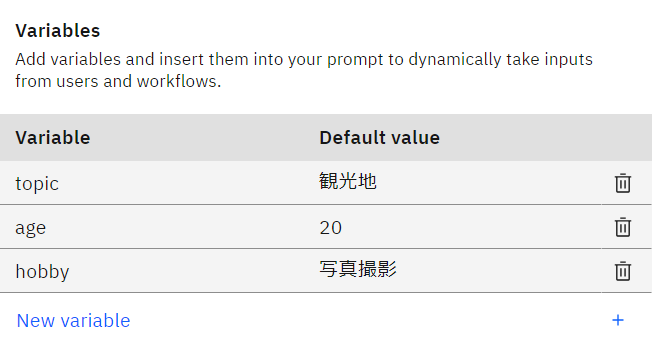 Variables
Add variables and insert them into your prompt to dynamically take inputs
from users and workflows.
Variable Default value
topic 観光地
age 20
hobby 写真撮影
New variable +